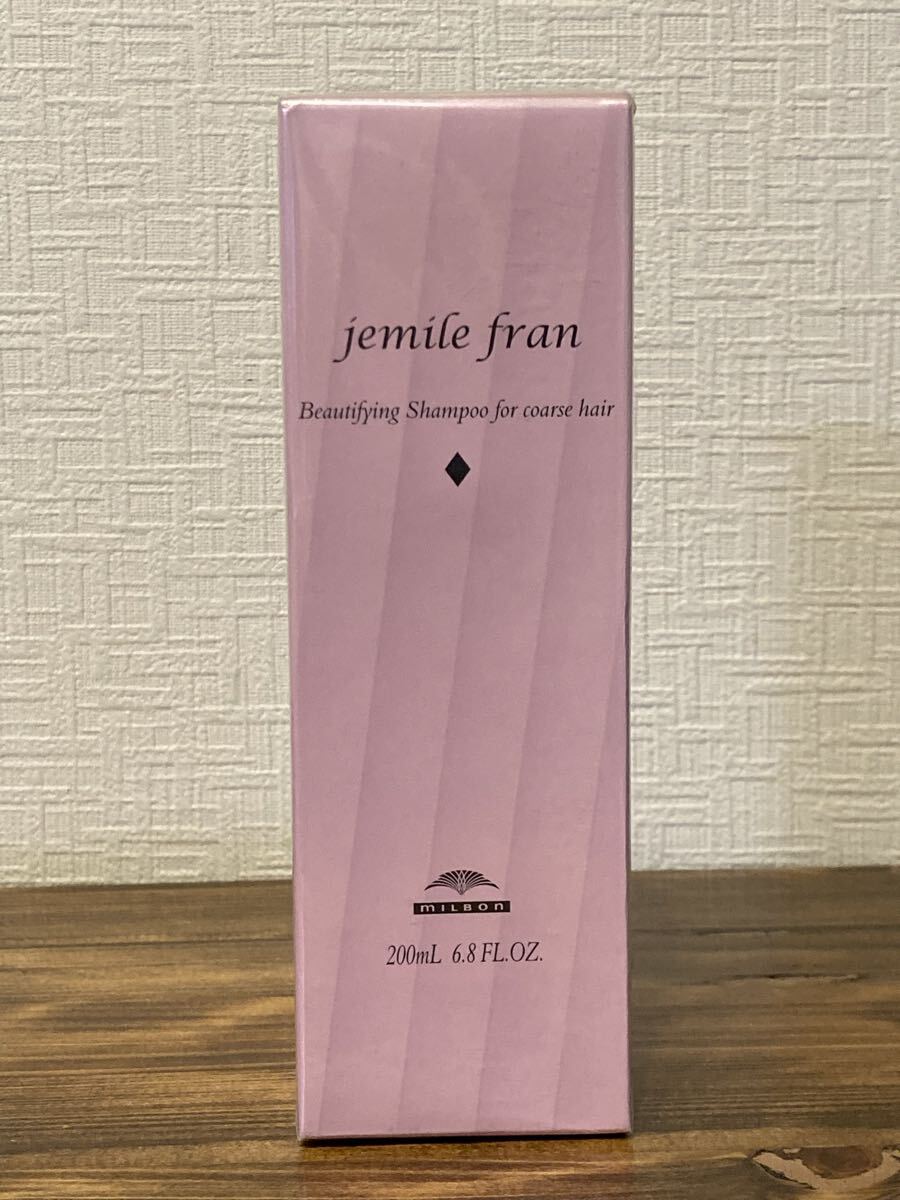 jemile fran
Beautifying Shampoo for coarse hair
MILBON
200mL 6.8 FL.OZ.